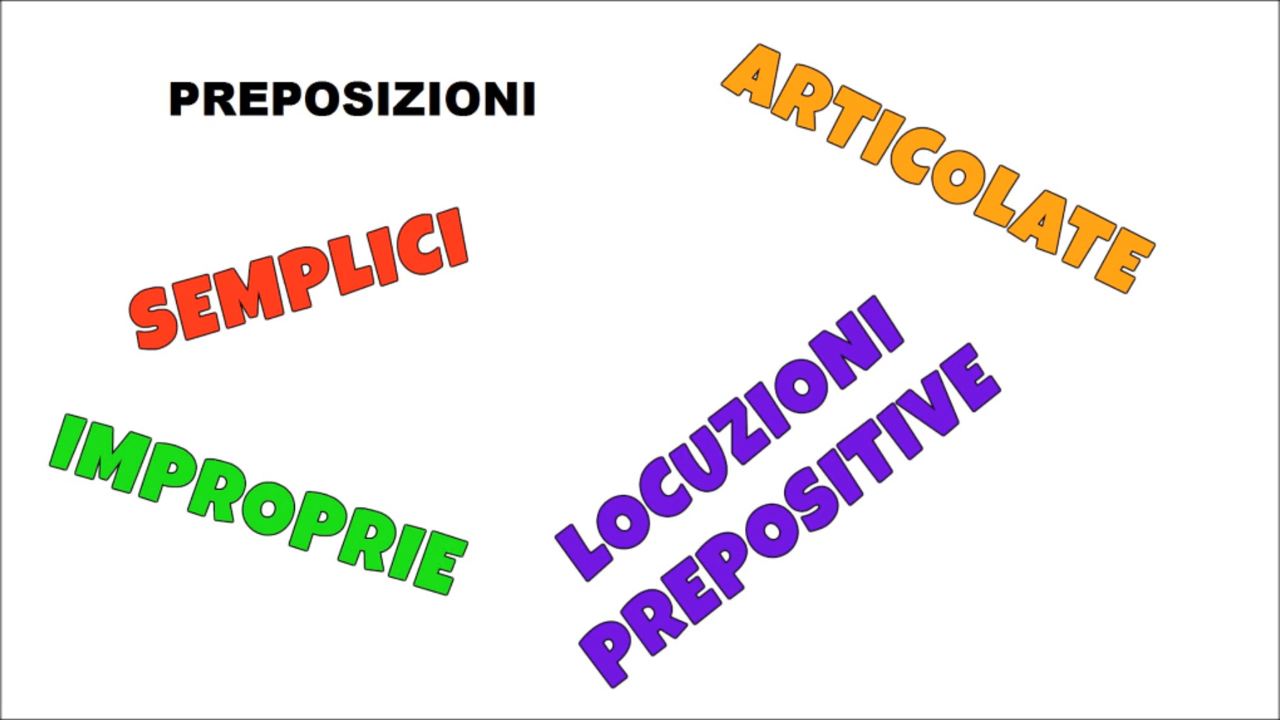 PREPOSIZIONI
ARTICOLATE
SEMPLICI
IMPROPRIE
LOCUZIONI
PREPOSITIVE